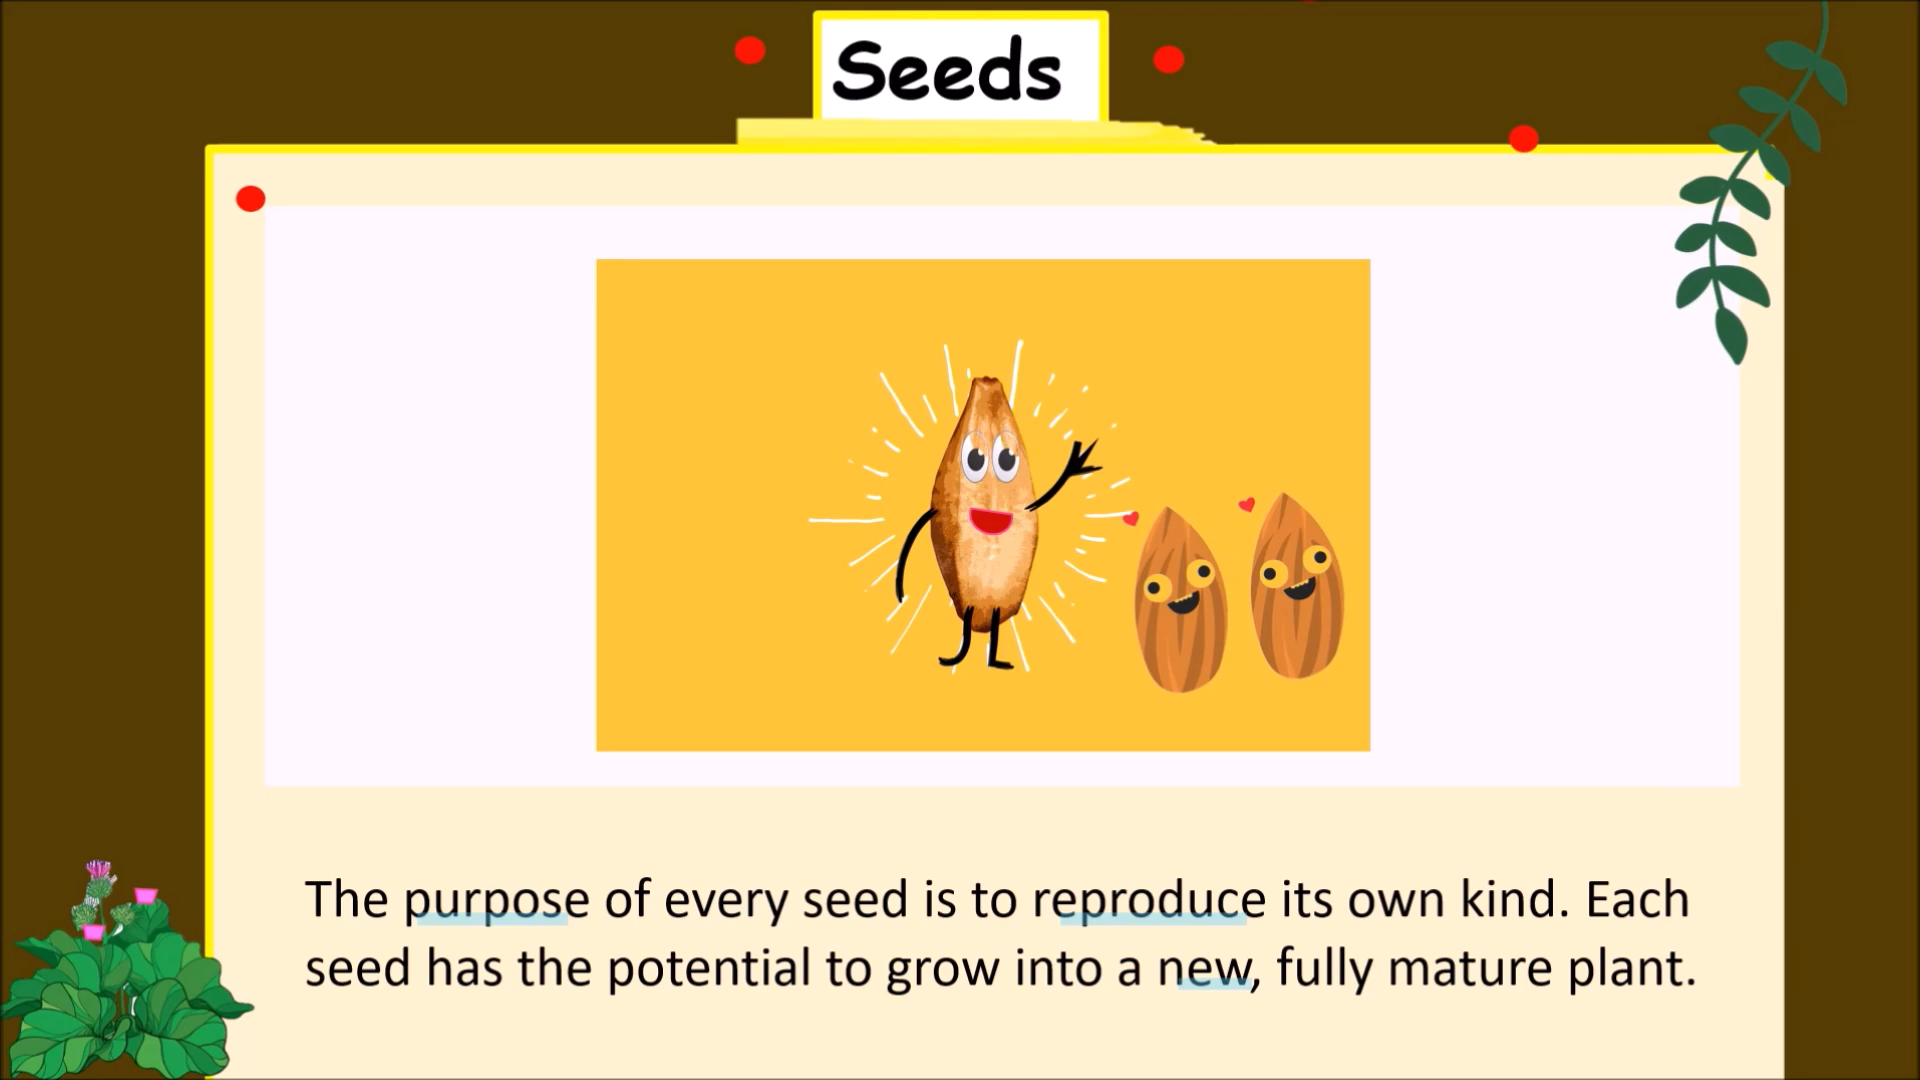 Seeds
The purpose of every seed is to reproduce its own kind. Each
seed has the potential to grow into a new, fully mature plant.